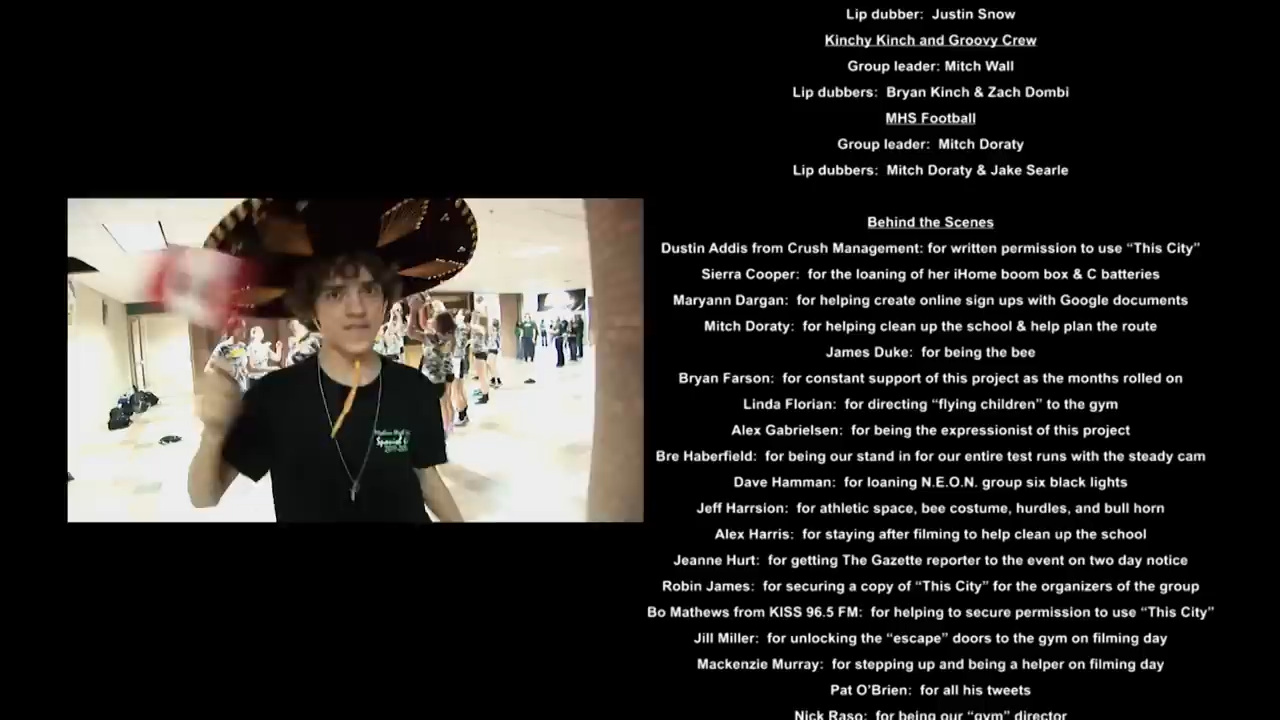 Lip dubber: Justin Snow
Kinchy Kinch and Groovy Crew
Group leader: Mitch Wall
Lip dubbers: Bryan Kinch & Zach Dombi
MHS Football
Group leader: Mitch Doraty
Lip dubbers: Mitch Doraty & Jake Searle
Behind the Scenes
Dustin Addis from Crush Management: for written permission to use “This City”
Sierra Cooper: for the loaning of her iHome boom box & C batteries
Maryann Dargan: for helping create online sign ups with Google documents
Mitch Doraty: for helping clean up the school & help plan the route
James Duke: for being the bee
Bryan Farson: for constant support of this project as the months rolled on
Linda Florian: for directing “flying children” to the gym
Alex Gabrielsen: for being the expressionist of this project
Bre Haberfield: for being our stand in for our entire test runs with the steady cam
Dave Hamman: for loaning N.E.O.N. group six black lights
Jeff Harrsion: for athletic space, bee costume, hurdles, and bull horn
Alex Harris: for staying after filming to help clean up the school
Jeanne Hurt: for getting The Gazette reporter to the event on two day notice
Robin James: for securing a copy of “This City” for the organizers of the group
Bo Mathews from KISS 96.5 FM: for helping to secure permission to use “This City”
Jill Miller: for unlocking the “escape” doors to the gym on filming day
Mackenzie Murray: for stepping up and being a helper on filming day
Pat O’Brien: for all his tweets
Nick Raso: for being our “gym” director